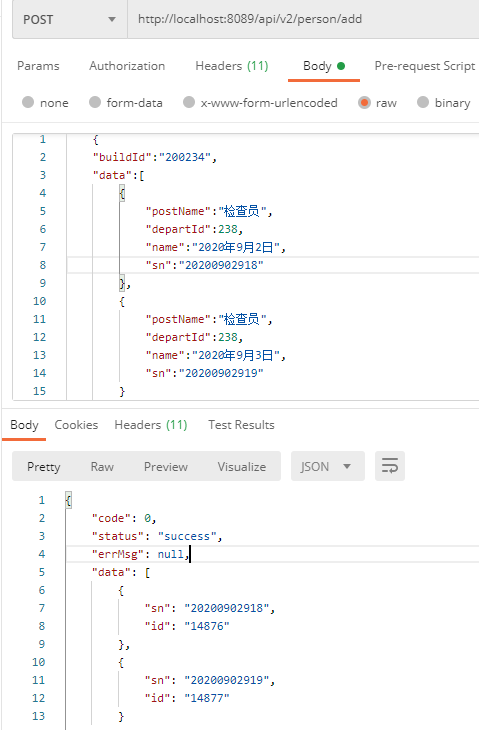 POST http://localhost:8089/api/v2/person/add
Params Authorization Headers (11) Body Pre-request Script
none form-data x-www-form-urlencoded raw binary
1 {
2 "buildId":"200234",
3 "data":[
4 {
5 "postName":"检查员",
6 "departId":238,
7 "name":"2020年9月2日",
8 "sn":"20200902918"
9 },
10 {
11 "postName":"检查员",
12 "departId":238,
13 "name":"2020年9月3日",
14 "sn":"20200902919"
15 }
Body Cookies Headers (11) Test Results
Pretty Raw Preview Visualize JSON
1 {
2 "code": 0,
3 "status": "success",
4 "errMsg": null,
5 "data": [
6 {
7 "sn": "20200902918",
8 "id": "14876"
9 },
10 {
11 "sn": "20200902919",
12 "id": "14877"
13 }